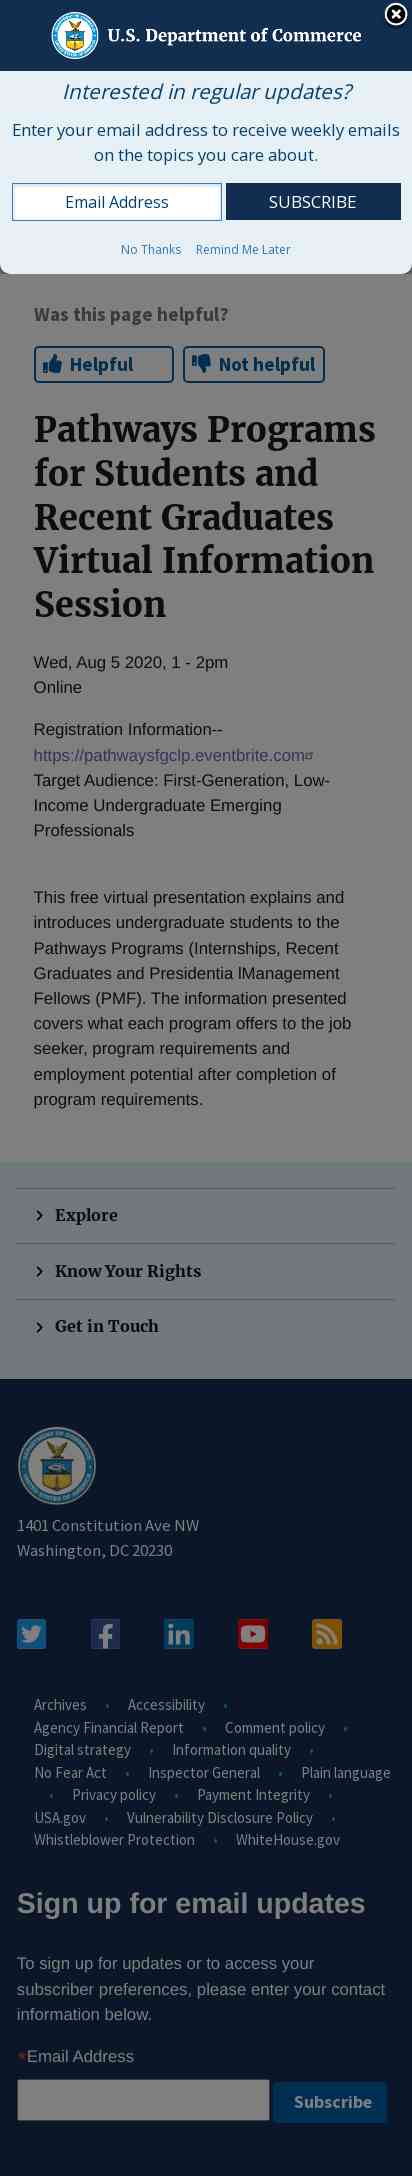 U.S. Department of Commerce
Interested in regular updates?
Enter your email address to receive weekly emails
on the topics you care about.
Email Address
SUBSCRIBE
No Thanks
Remind Me Later
Was this page helpful?
Helpful
Not helpful
Pathways Programs
for Students and
Recent Graduates
Virtual Information
Session
Wed, Aug 5 2020, 1 - 2pm
Online
Registration Information--
https://pathwaysfgclp.eventbrite.com
Target Audience: First-Generation, Low-
Income Undergraduate Emerging
Professionals
This free virtual presentation explains and
introduces undergraduate students to the
Pathways Programs (Internships, Recent
Graduates and Presidentia lManagement
Fellows (PMF). The information presented
covers what each program offers to the job
seeker, program requirements and
employment potential after completion of
program requirements.
Explore
Know Your Rights
Get in Touch
1401 Constitution Ave NW
Washington, DC 20230
Archives • Accessibility •
Agency Financial Report • Comment policy •
Digital strategy • Information quality •
No Fear Act • Inspector General • Plain language
• Privacy policy • Payment Integrity •
USA.gov • Vulnerability Disclosure Policy •
Whistleblower Protection • WhiteHouse.gov
Sign up for email updates
To sign up for updates or to access your
subscriber preferences, please enter your contact
information below.
*Email Address
Subscribe